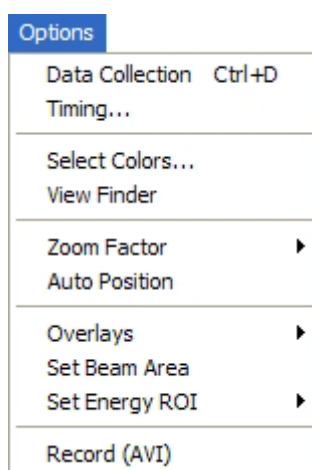 Options
Data Collection Ctrl+D
Timing...
Select Colors...
View Finder
Zoom Factor
Auto Position
Overlays
Set Beam Area
Set Energy ROI
Record (AVI)